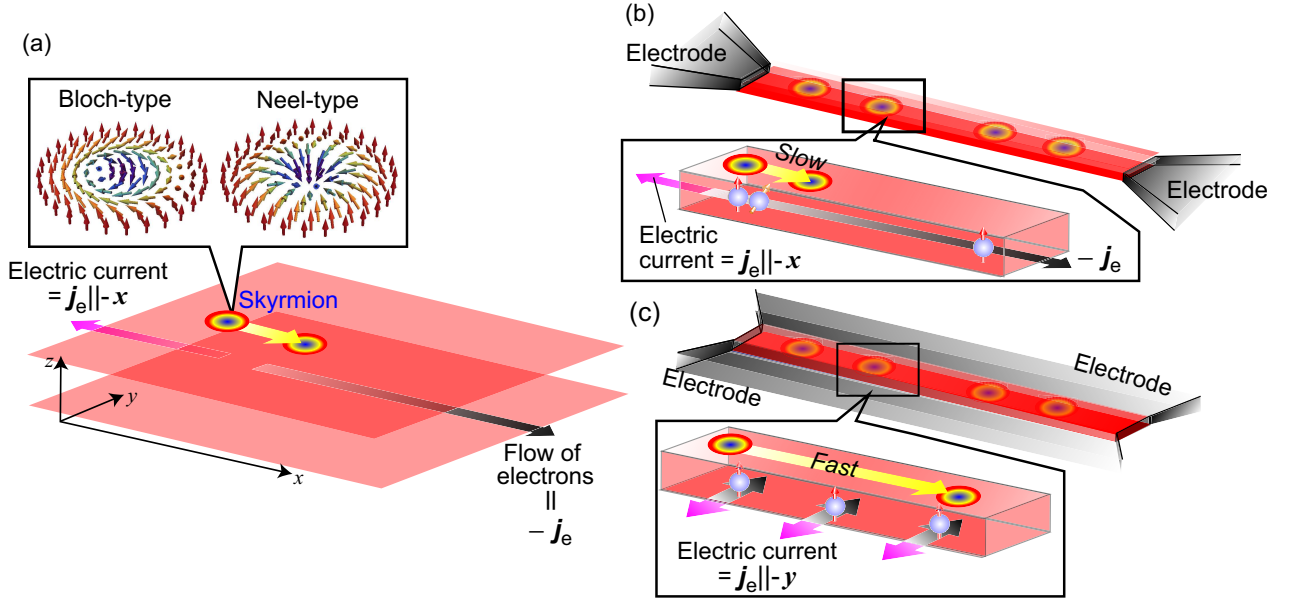 (a)
Bloch-type Neel-type
Electric current
= je||-x
Skyrmion
z
y
x
Flow of
electrons
||
− je
(b)
Electrode
Slow
Electric
current = je||-x
− je
Electrode
(c)
Electrode
Electrode
Fast
Electric current
= je||-y